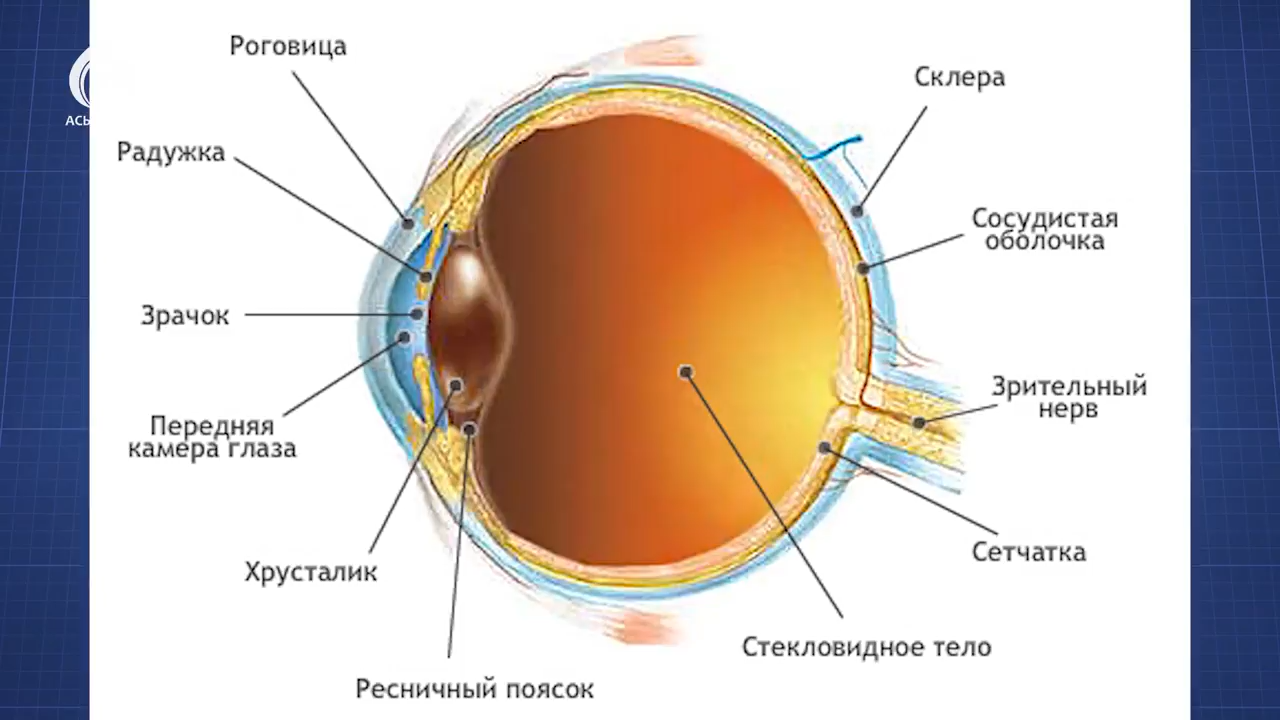 Роговица
Склера
Радужка
Сосудистая
оболочка
Зрачок
Зрительный
нерв
Передняя
камера глаза
Сетчатка
Хрусталик
Стекловидное тело
Ресничный поясок